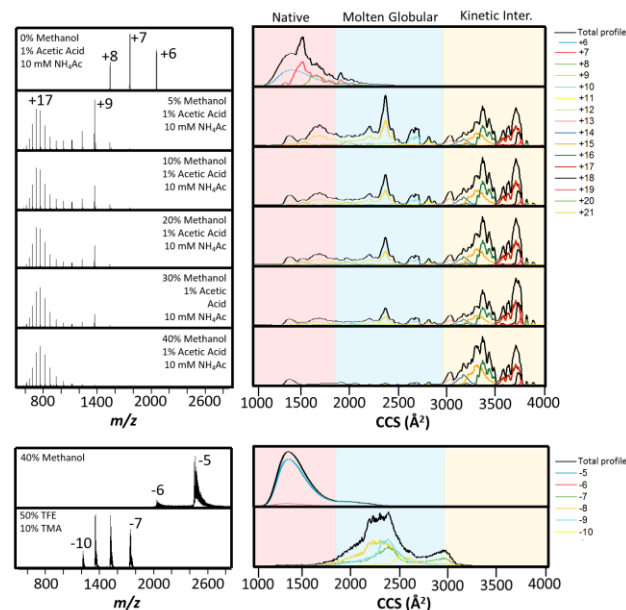 Native Molten Globular Kinetic Inter.
0% Methanol
1% Acetic Acid
10 mM NH₄Ac
+7
+8
+6
Total profile
+6
+7
+8
+9
+10
+11
+12
+13
+14
+15
+16
+17
+18
+19
+20
+21
+17
+9
5% Methanol
1% Acetic Acid
10 mM NH₄Ac
10% Methanol
1% Acetic Acid
10 mM NH₄Ac
20% Methanol
1% Acetic Acid
10 mM NH₄Ac
30% Methanol
1% Acetic
Acid
10 mM NH₄Ac
40% Methanol
1% Acetic Acid
10 mM NH₄Ac
800 1400 2000 2600
m/z
1000 1500 2000 2500 3000 3500 4000
CCS (Å²)
40% Methanol
-6
-5
50% TFE
10% TMA
-10
-7
800 1400 2000 2600
m/z
Total profile
-5
-6
-7
-8
-9
-10
1000 1500 2000 2500 3000 3500 4000
CCS (Å²)